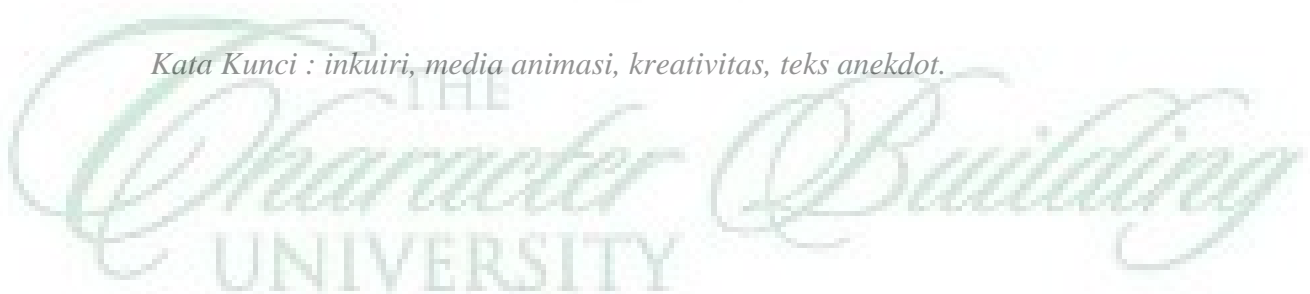 Kata Kunci : inkuiri, media animasi, kreativitas, teks anekdot.
THE
Character Building
UNIVERSITY